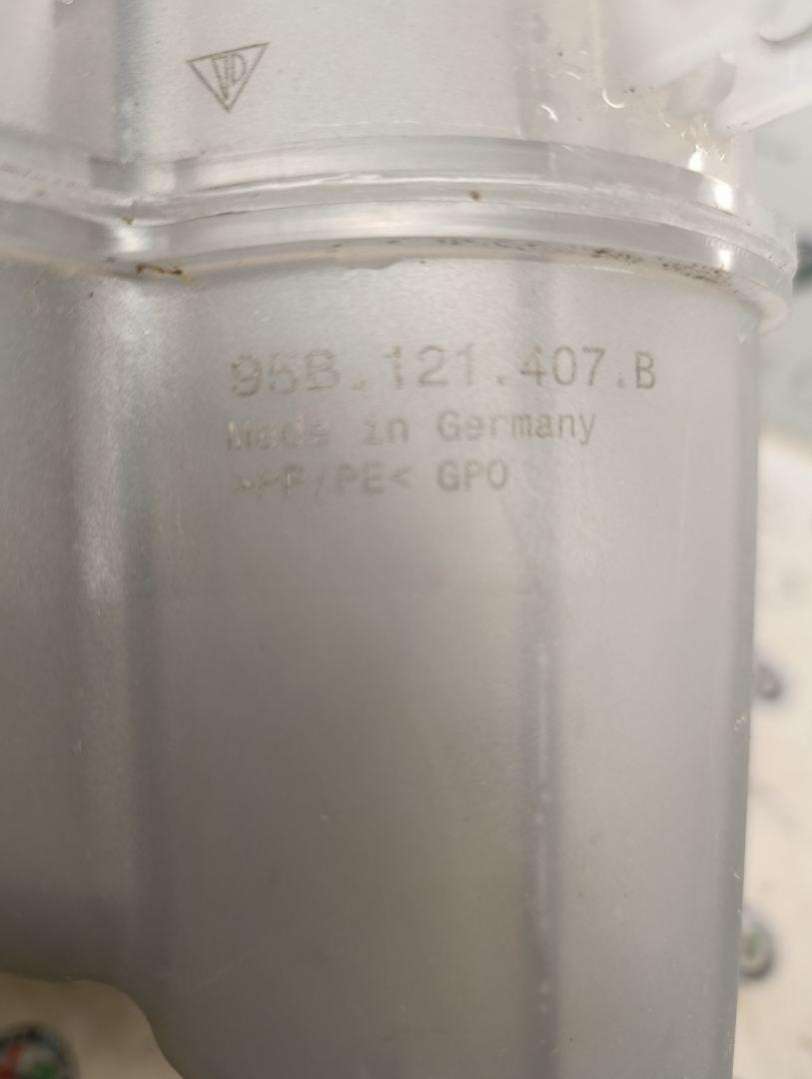 95B.121.407.B
Made in Germany
>PP/PE< GPO